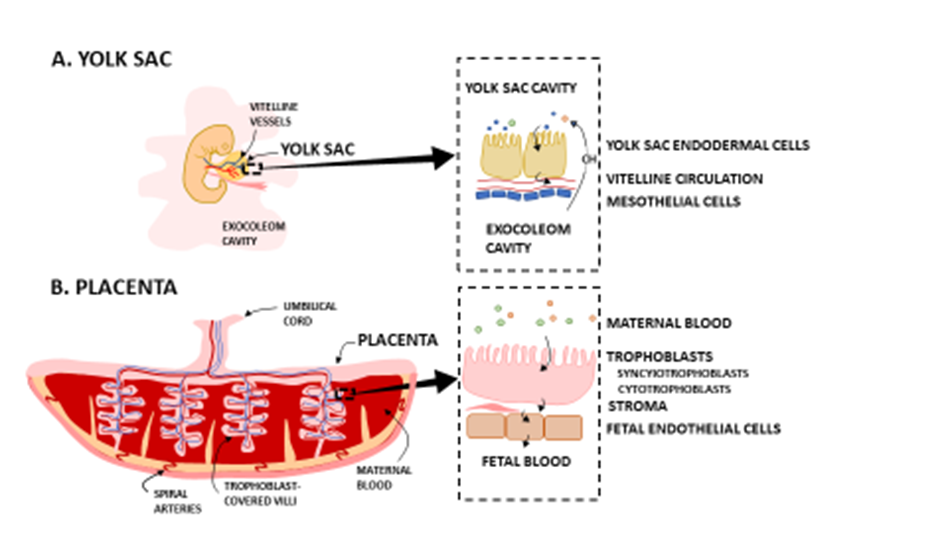 A. YOLK SAC
VITELLINE
VESSELS
YOLK SAC
EXOCOLEOM
CAVITY
YOLK SAC CAVITY
CH
EXOCOLEOM
CAVITY
YOLK SAC ENDODERMAL CELLS
VITELLINE CIRCULATION
MESOTHELIAL CELLS
B. PLACENTA
UMBILICAL
CORD
PLACENTA
MATERNAL
BLOOD
TROPHOBLAST-
COVERED VILLI
SPIRAL
ARTERIES
FETAL BLOOD
MATERNAL BLOOD
TROPHOBLASTS
SYNCYIOTROPHOBLASTS
CYTOTROPHOBLASTS
STROMA
FETAL ENDOTHELIAL CELLS